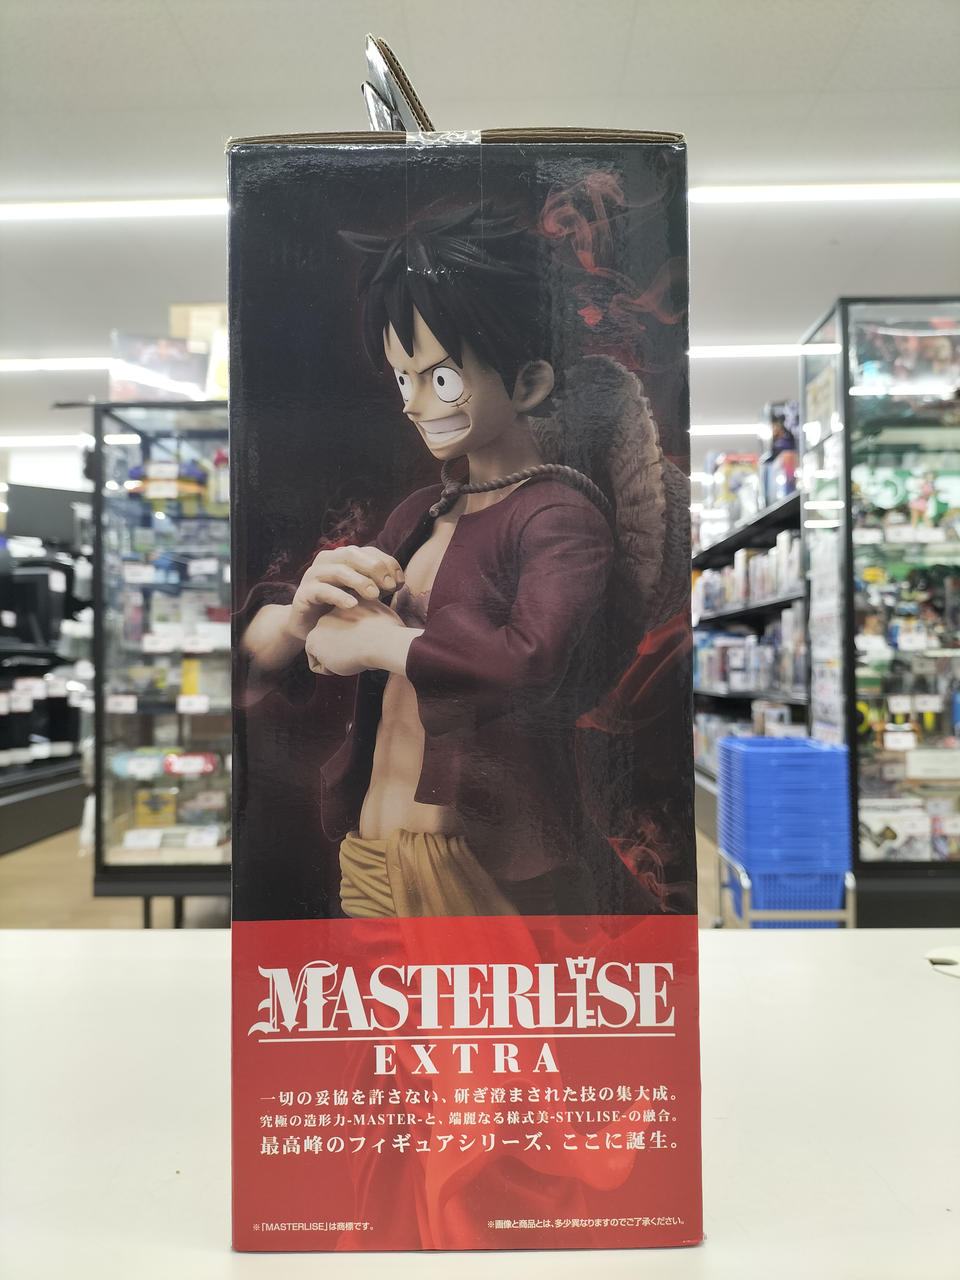 MASTERLISE
EXTRA
一切の妥協を許さない、研ぎ澄まされた技の集大成。
究極の造形力-MASTER-と、端麗なる様式美-STYLISE-の融合。
最高峰のフィギュアシリーズ、ここに誕生。
※「MASTERLISE」は商標です。
※画像と商品とは、多少異なりますのでご了承ください。